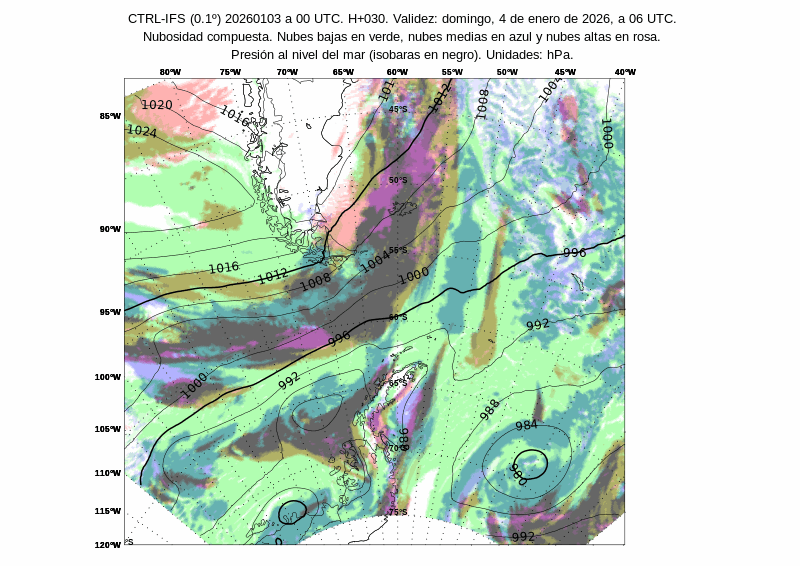 CTRL-IFS (0.1º) 20260103 a 00 UTC. H+030. Validez: domingo, 4 de enero de 2026, a 06 UTC.
Nubosidad compuesta. Nubes bajas en verde, nubes medias en azul y nubes altas en rosa.
Presión al nivel del mar (isobaras en negro). Unidades: hPa.
80ºW 75ºW 70ºW 65ºW 60ºW 55ºW 50ºW 45ºW 40ºW
1020 1016 1012 1008 1004 1000
1024
85ºW
45ºS
50ºS
90ºW
55ºS
1016 1012 1008 1004 1000 996
95ºW
60ºS
996 992
100ºW
1000 992 65ºS
988 984
105ºW
988 70ºS
980
110ºW
115ºW
75ºS
992
120ºW